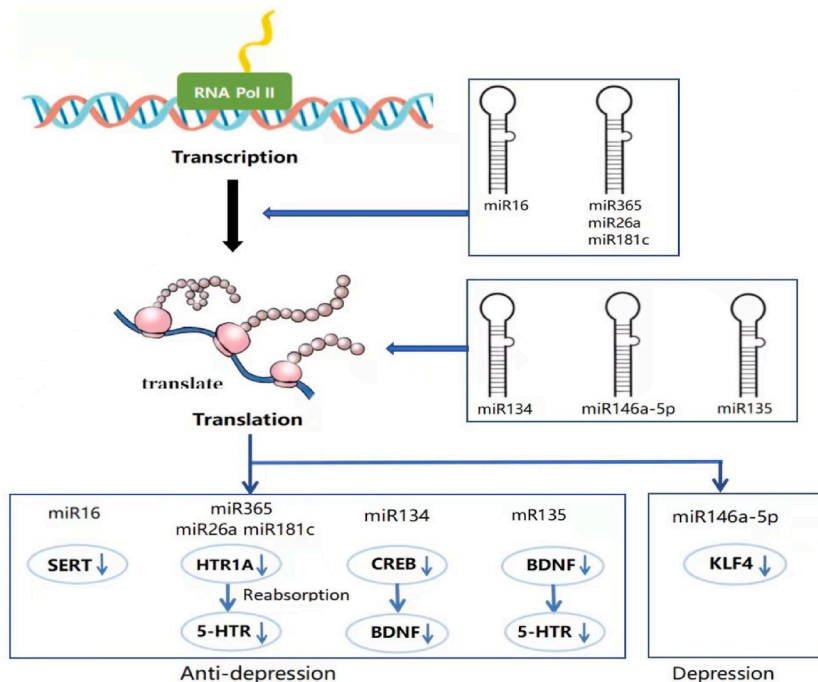 RNA Pol II
Transcription
miR16
miR365
miR26a
miR181c
translate
Translation
miR134
miR146a-5p
miR135
miR16
miR365
miR26a miR181c
miR134
mR135
miR146a-5p
SERT↓
HTR1A↓
CREB↓
BDNF↓
KLF4↓
Reabsorption
5-HTR↓
BDNF↓
5-HTR↓
Anti-depression
Depression